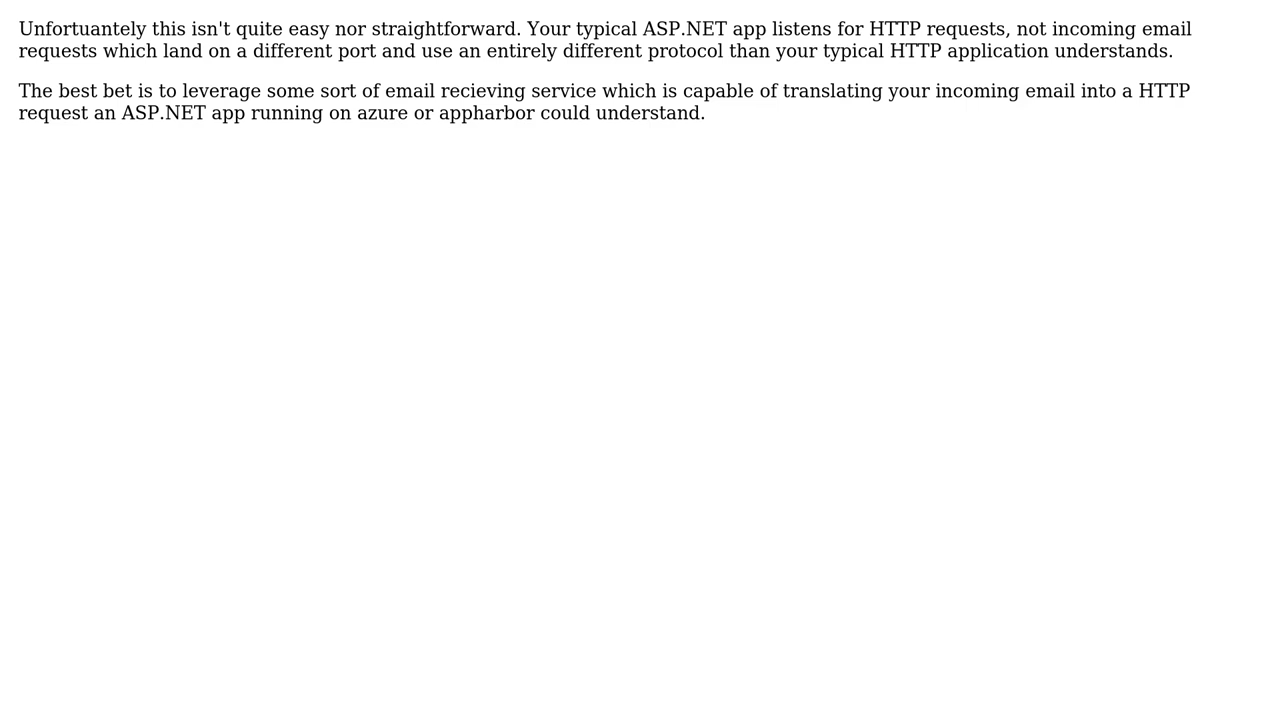 Unfortuantely this isn't quite easy nor straightforward. Your typical ASP.NET app listens for HTTP requests, not incoming email
requests which land on a different port and use an entirely different protocol than your typical HTTP application understands.
The best bet is to leverage some sort of email recieving service which is capable of translating your incoming email into a HTTP
request an ASP.NET app running on azure or appharbor could understand.